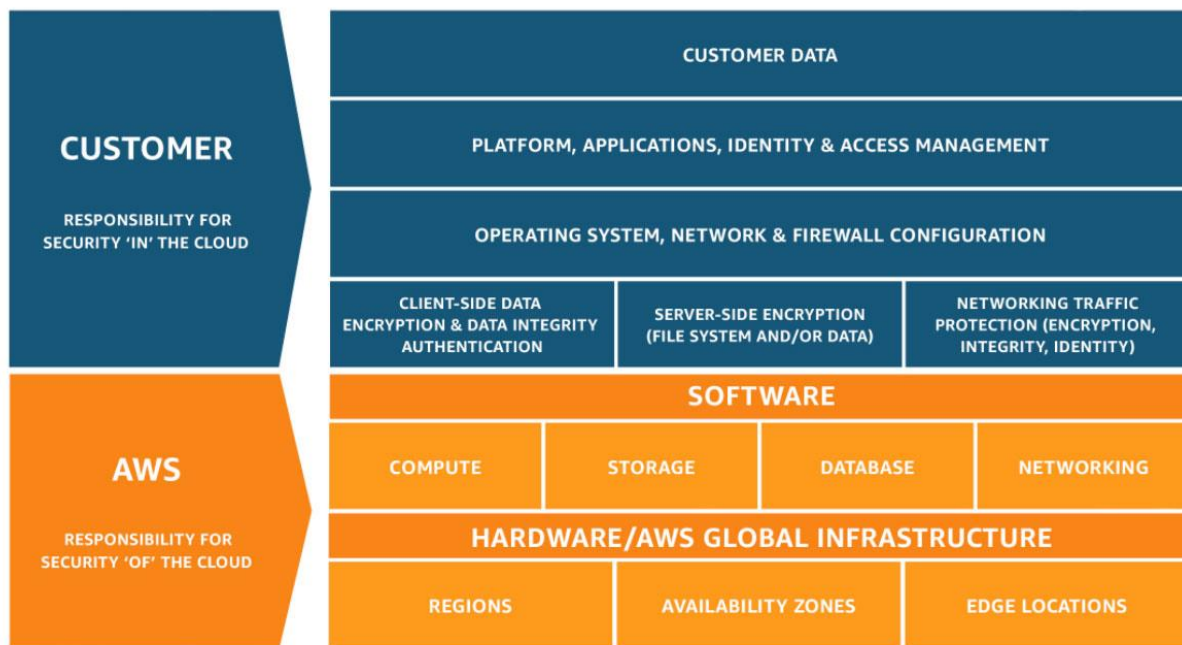 CUSTOMER
RESPONSIBILITY FOR
SECURITY ‘IN’ THE CLOUD
CUSTOMER DATA
PLATFORM, APPLICATIONS, IDENTITY & ACCESS MANAGEMENT
OPERATING SYSTEM, NETWORK & FIREWALL CONFIGURATION
CLIENT-SIDE DATA
ENCRYPTION & DATA INTEGRITY
AUTHENTICATION
SERVER-SIDE ENCRYPTION
(FILE SYSTEM AND/OR DATA)
NETWORKING TRAFFIC
PROTECTION (ENCRYPTION,
INTEGRITY, IDENTITY)
AWS
RESPONSIBILITY FOR
SECURITY ‘OF’ THE CLOUD
SOFTWARE
COMPUTE
STORAGE
DATABASE
NETWORKING
HARDWARE/AWS GLOBAL INFRASTRUCTURE
REGIONS
AVAILABILITY ZONES
EDGE LOCATIONS